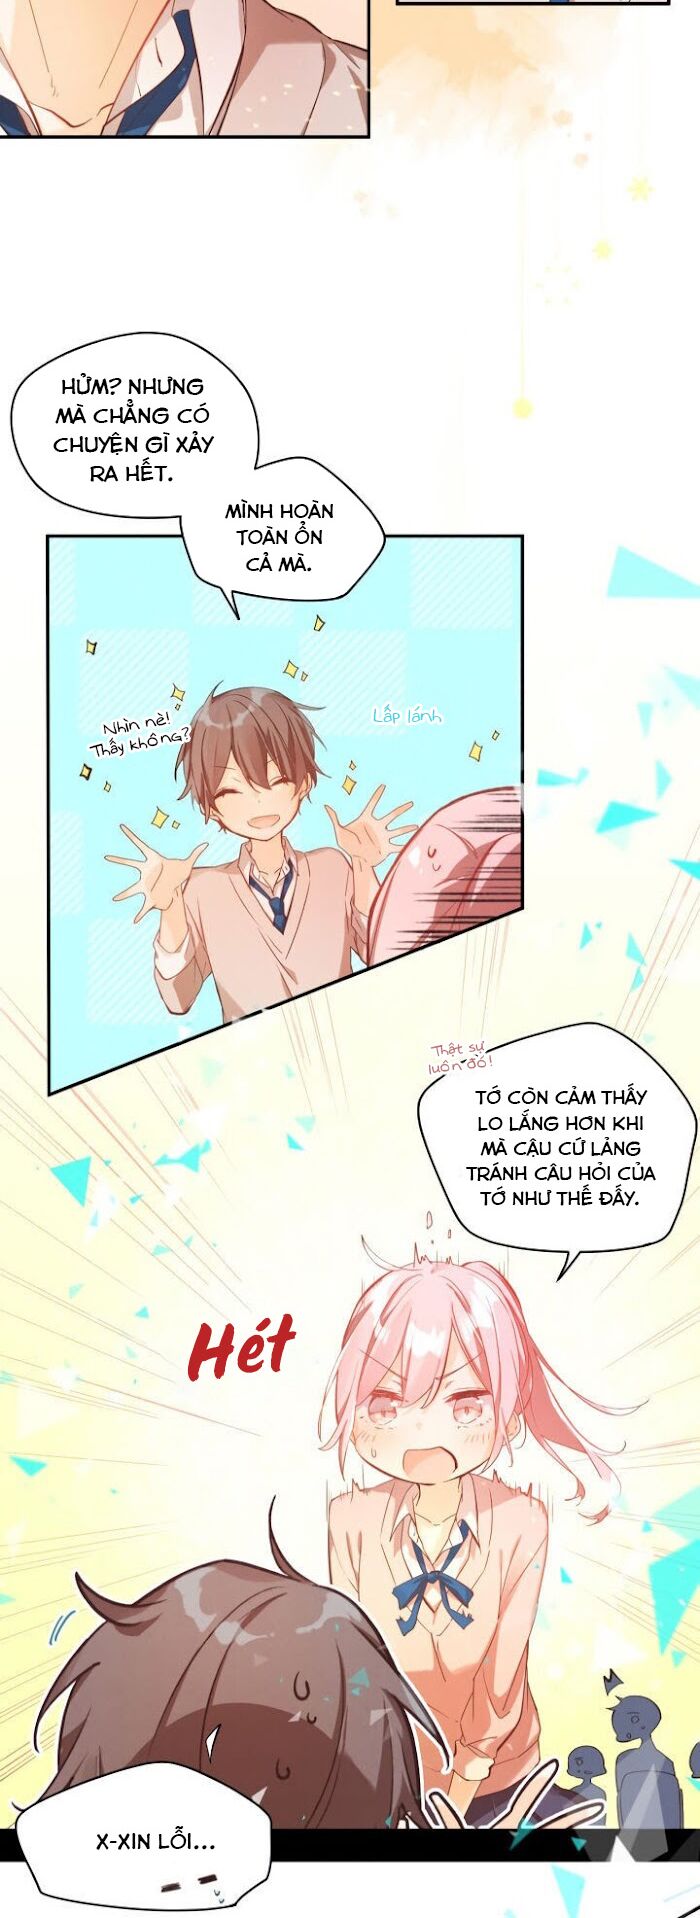 HỬM? NHƯNG
MÀ CHẲNG CÓ
CHUYỆN GÌ XẢY
RA HẾT.
MÌNH HOÀN
TOÀN ỔN
CẢ MÀ.
Nhìn nè!
Thấy không?
Lấp lánh
Thật sự
luôn đó!
TỚ CÒN CẢM THẤY
LO LẮNG HƠN KHI
MÀ CẬU CỨ LẢNG
TRÁNH CÂU HỎI CỦA
TỚ NHƯ THẾ ĐẤY.
Hét
X-XIN LỖI...